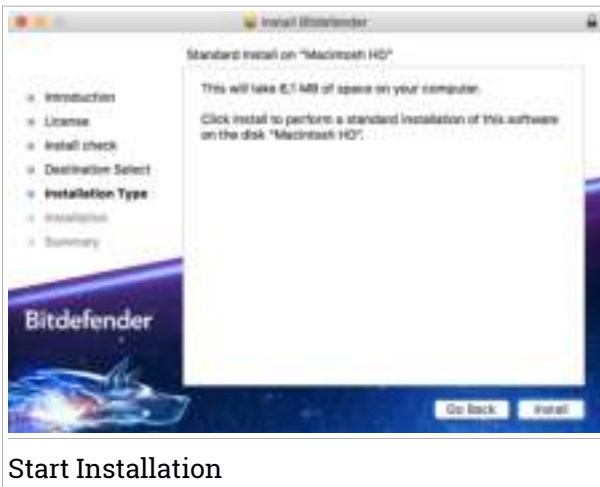 Install Bitdefender
Standard Install on "Macintosh HD"
Introduction
License
Install check
Destination Select
Installation Type
Installation
Summary
This will take 8,1 MB of space on your computer.
Click Install to perform a standard installation of this software
on the disk "Macintosh HD".
Bitdefender
Go Back
Install
Start Installation